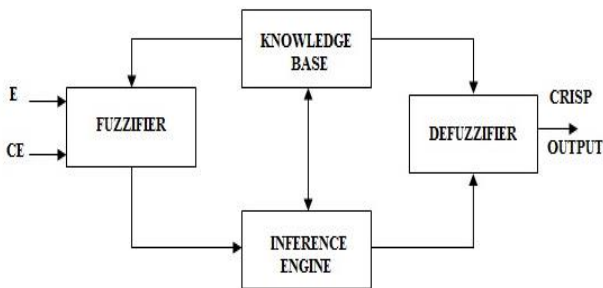 KNOWLEDGE
BASE
E
CE
FUZZIFIER
DEFUZZIFIER
CRISP
OUTPUT
INFERENCE
ENGINE